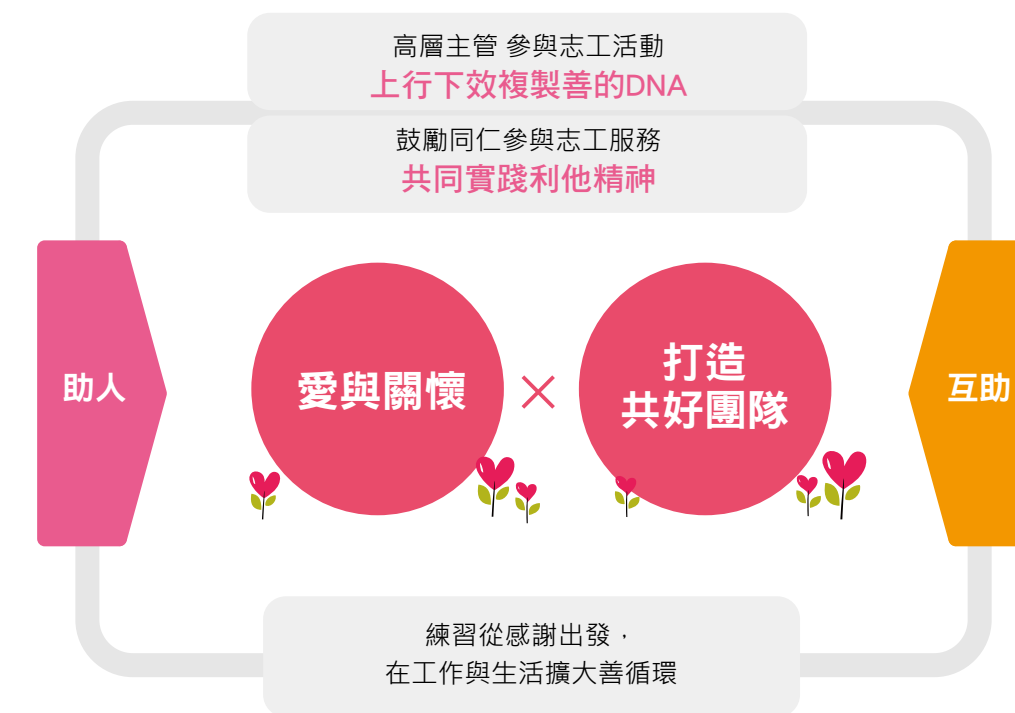 高層主管 參與志工活動
上行下效複製善的DNA
鼓勵同仁參與志工服務
共同實踐利他精神
助人
愛與關懷
×
打造
共好團隊
互助
練習從感謝出發，
在工作與生活擴大善循環